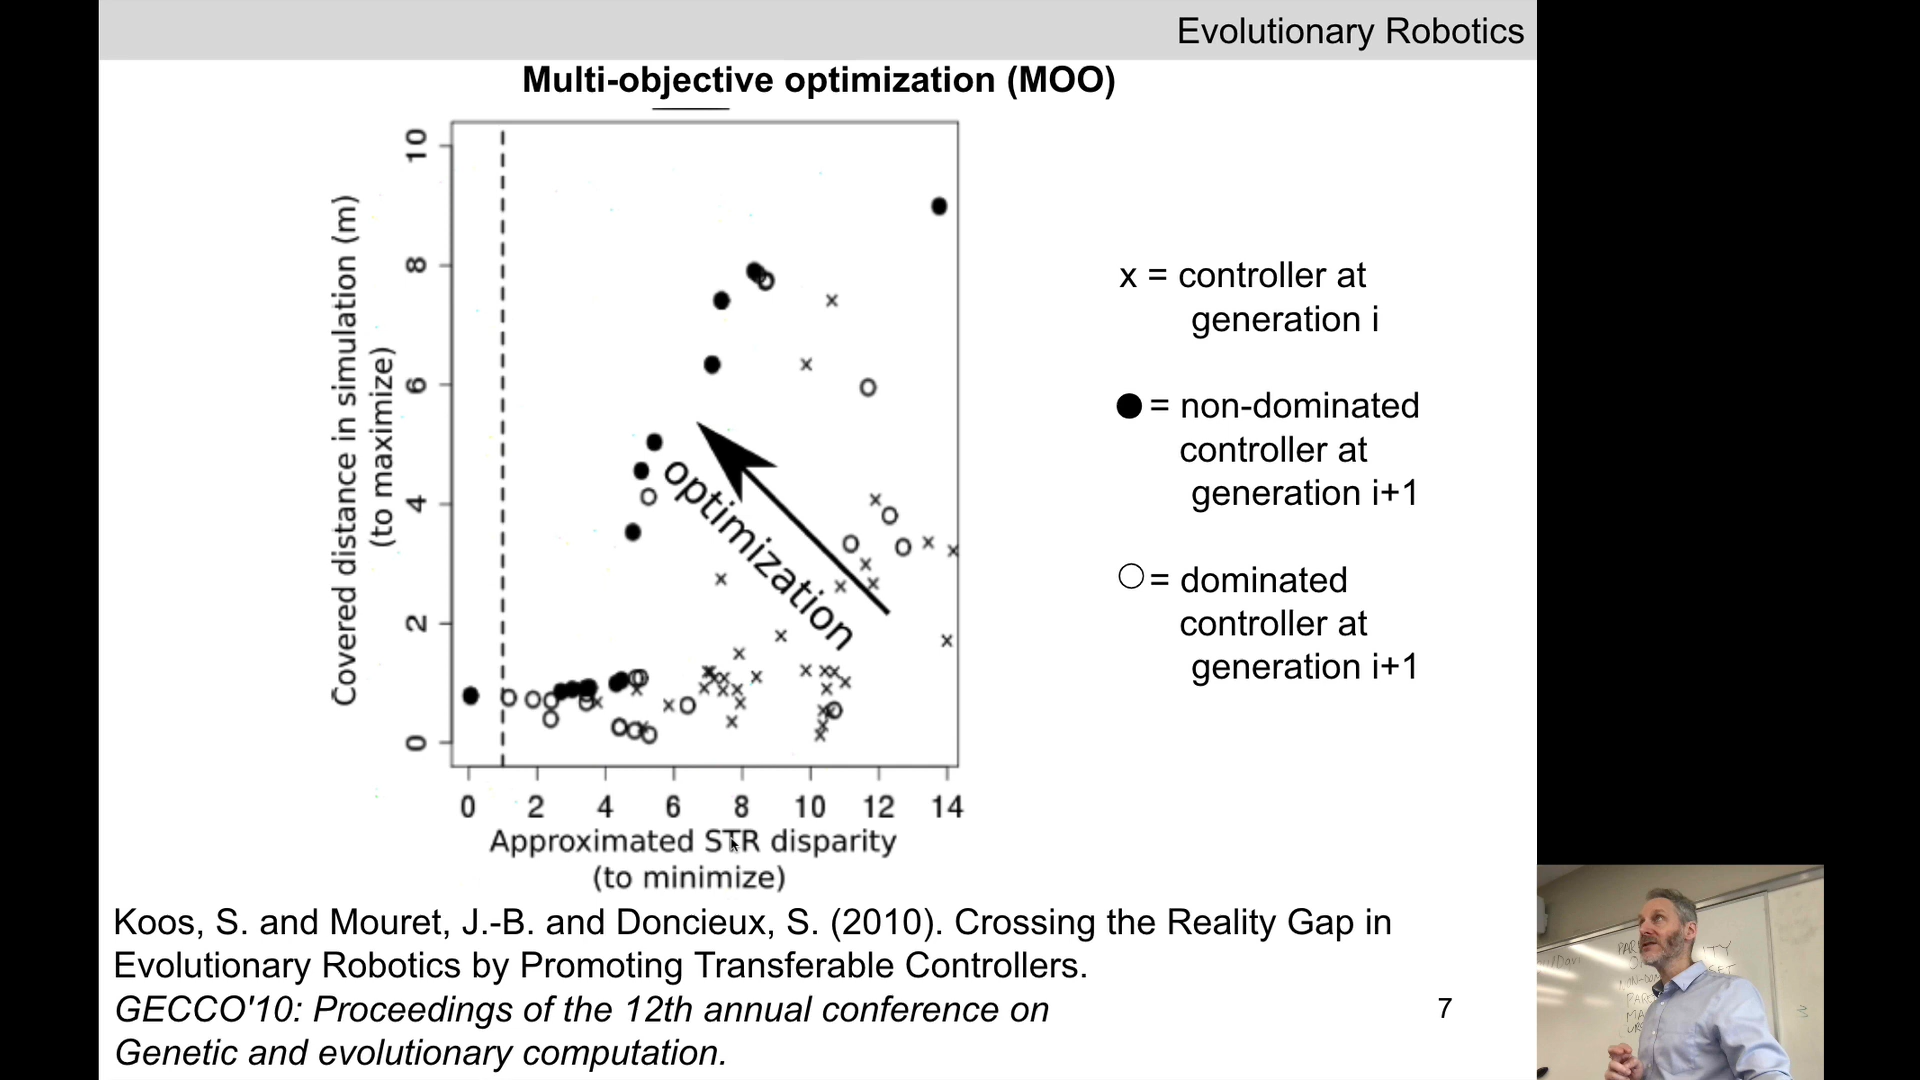 Evolutionary Robotics
Multi-objective optimization (MOO)
Covered distance in simulation (m)
(to maximize)
10
8
6
4
2
0
optimization
0 2 4 6 8 10 12 14
Approximated STR disparity
(to minimize)
x = controller at
generation i
= non-dominated
controller at
generation i+1
= dominated
controller at
generation i+1
Koos, S. and Mouret, J.-B. and Doncieux, S. (2010). Crossing the Reality Gap in
Evolutionary Robotics by Promoting Transferable Controllers.
GECCO'10: Proceedings of the 12th annual conference on
Genetic and evolutionary computation.
7